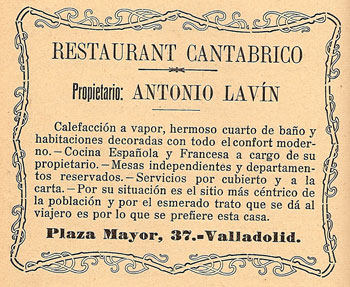 RESTAURANT CANTABRICO
Propietario: ANTONIO LAVÍN
Calefacción a vapor, hermoso cuarto de baño y
habitaciones decoradas con todo el confort moder-
no.—Cocina Española y Francesa a cargo de su
propietario.—Mesas independientes y departamen-
tos reservados.—Servicios por cubierto y a la
carta.—Por su situación es el sitio más céntrico de
la población y por el esmerado trato que se dá al
viajero es por lo que se prefiere esta casa.
Plaza Mayor, 37.=Valladolid.